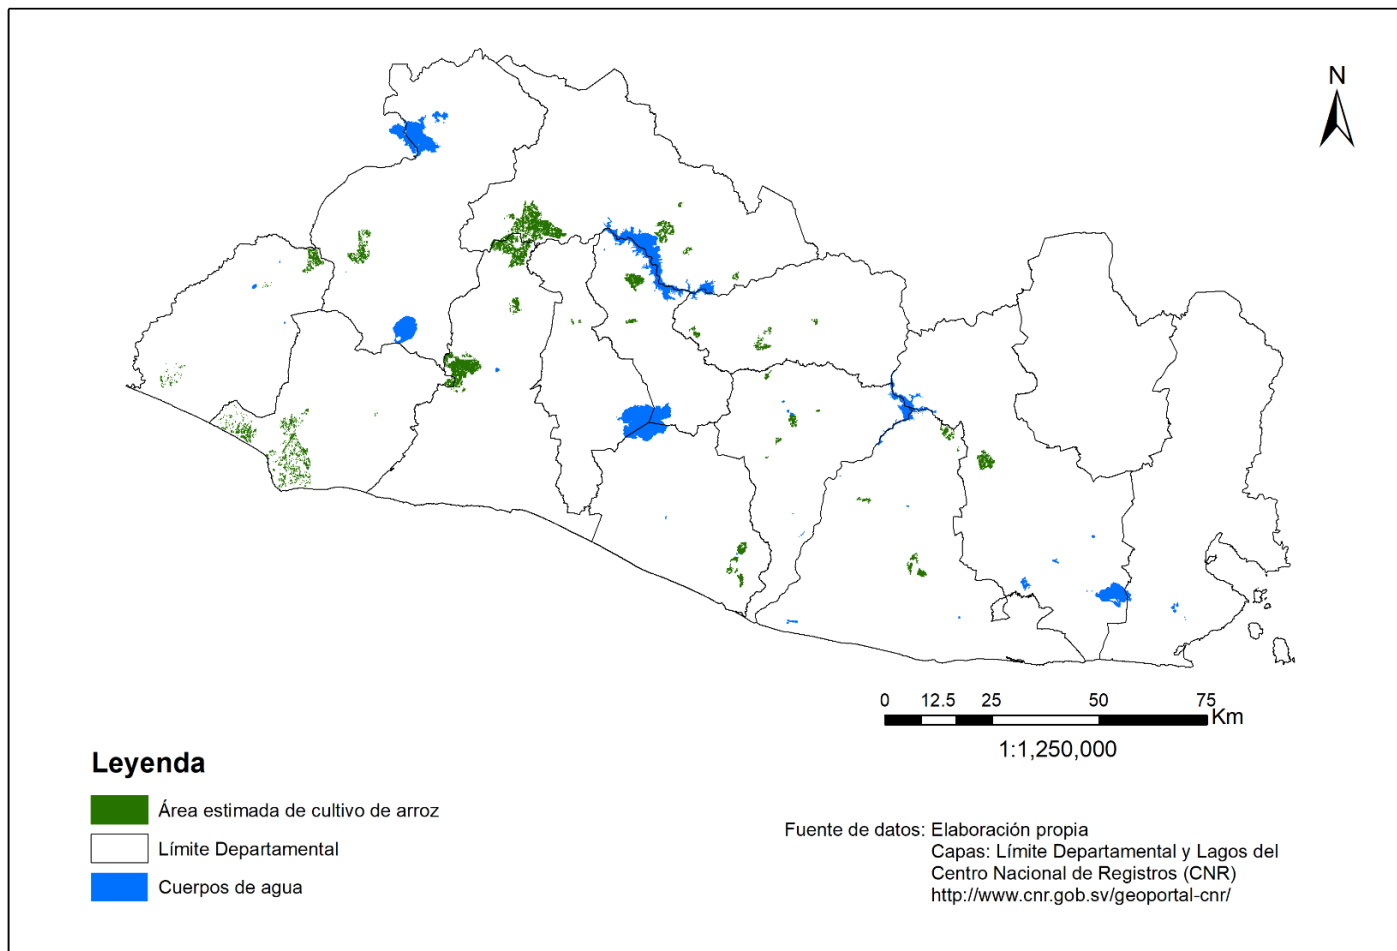 N
0 12.5 25 50 75
Km
1:1,250,000
Leyenda
Área estimada de cultivo de arroz
Límite Departamental
Cuerpos de agua
Fuente de datos: Elaboración propia
Capas: Límite Departamental y Lagos del
Centro Nacional de Registros (CNR)
http://www.cnr.gob.sv/geoportal-cnr/